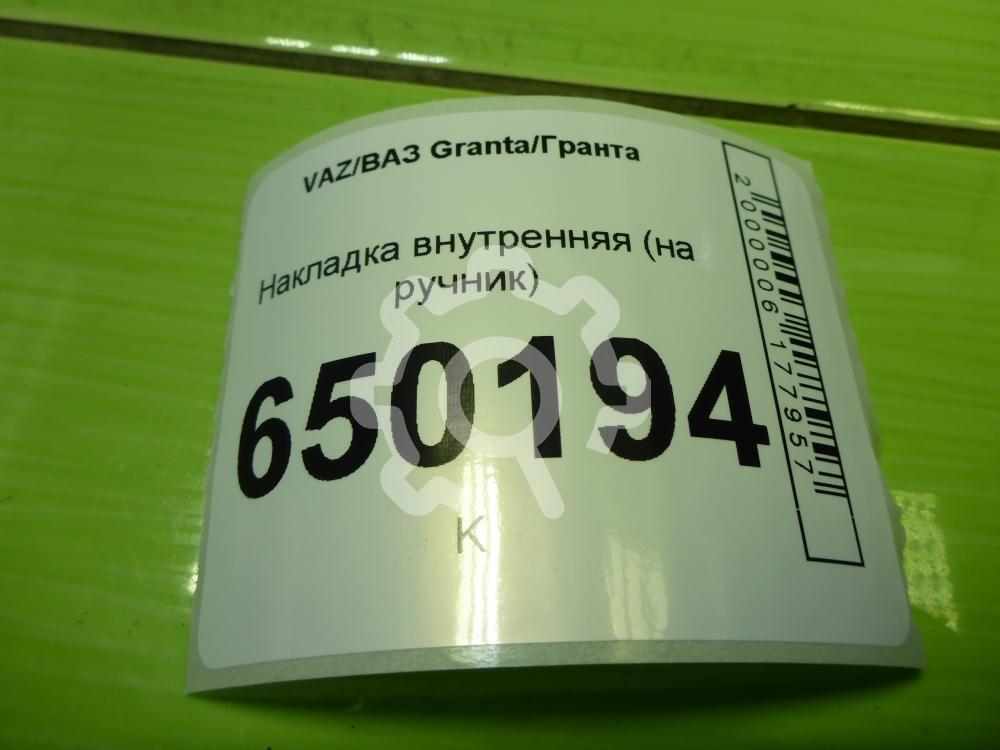 VAZ/ВАЗ Granta/Гранта
Накладка внутренняя (на
ручник)
650194
К
2000006177957